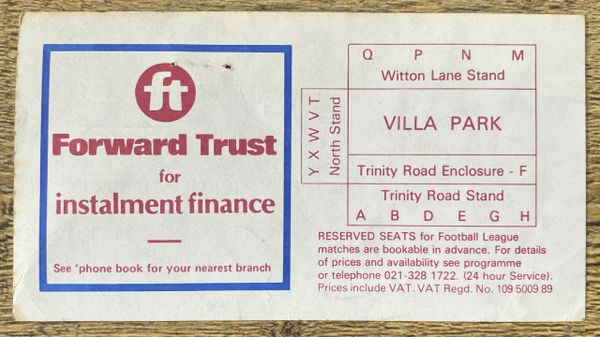 ft
Forward Trust
for
instalment finance
See 'phone book for your nearest branch
Q P N M
Witton Lane Stand
Y X W V T
North Stand
VILLA PARK
Trinity Road Enclosure - F
Trinity Road Stand
A B D E G H
RESERVED SEATS for Football League
matches are bookable in advance. For details
of prices and availability see programme
or telephone 021-328 1722. (24 hour Service).
Prices include VAT. VAT Regd. No. 109 5009 89